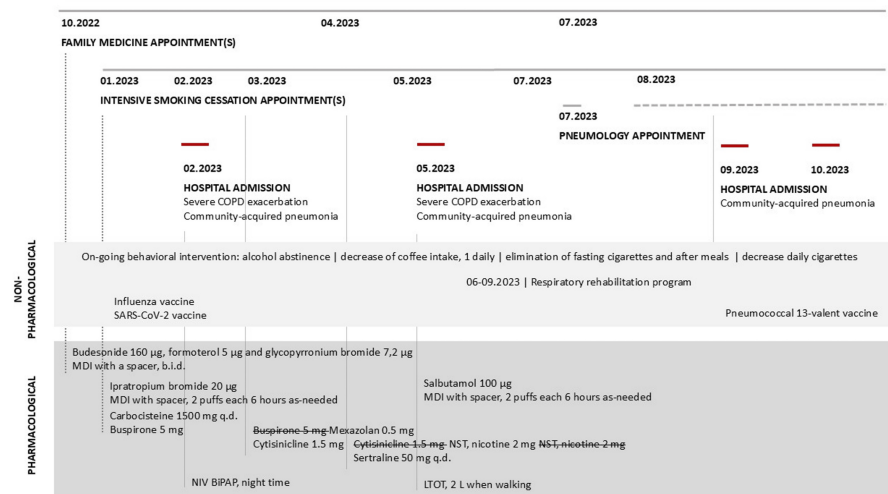 10.2022 04.2023 07.2023
FAMILY MEDICINE APPOINTMENT(S)
01.2023 02.2023 03.2023 05.2023 07.2023 08.2023
INTENSIVE SMOKING CESSATION APPOINTMENT(S)
07.2023
PNEUMOLOGY APPOINTMENT
02.2023
HOSPITAL ADMISSION
Severe COPD exacerbation
Community-acquired pneumonia
05.2023
HOSPITAL ADMISSION
Severe COPD exacerbation
Community-acquired pneumonia
09.2023 10.2023
HOSPITAL ADMISSION
Community-acquired pneumonia
NON-
PHARMACOLOGICAL
On-going behavioral intervention: alcohol abstinence | decrease of coffee intake, 1 daily | elimination of fasting cigarettes and after meals | decrease daily cigarettes
06-09.2023 | Respiratory rehabilitation program
Influenza vaccine
SARS-CoV-2 vaccine
Pneumococcal 13-valent vaccine
PHARMACOLOGICAL
Budesonide 160 µg, formoterol 5 µg and glycopyrronium bromide 7,2 µg
MDI with a spacer, b.i.d.
Ipratropium bromide 20 µg
MDI with spacer, 2 puffs each 6 hours as-needed
Carbocisteine 1500 mg q.d.
Buspirone 5 mg
Salbutamol 100 µg
MDI with spacer, 2 puffs each 6 hours as-needed
Buspirone 5 mg Mexazolan 0.5 mg
Cytisinicline 1.5 mg
Cytisinicline 1.5 mg NST, nicotine 2 mg NST, nicotine 2 mg
Sertraline 50 mg q.d.
NIV BiPAP, night time
LTOT, 2 L when walking